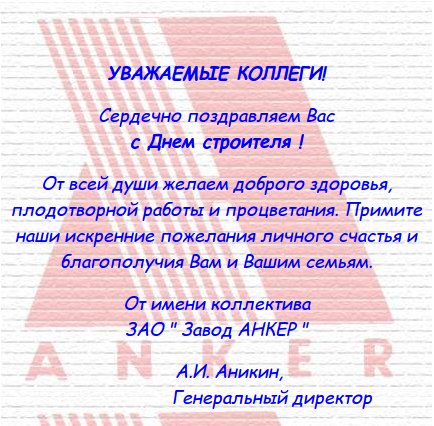 УВАЖАЕМЫЕ КОЛЛЕГИ!
Сердечно поздравляем Вас
с Днем строителя !
От всей души желаем доброго здоровья,
плодотворной работы и процветания. Примите
наши искренние пожелания личного счастья и
благополучия Вам и Вашим семьям.
От имени коллектива
ЗАО " Завод АНКЕР "
ANKER
А.И. Аникин,
Генеральный директор